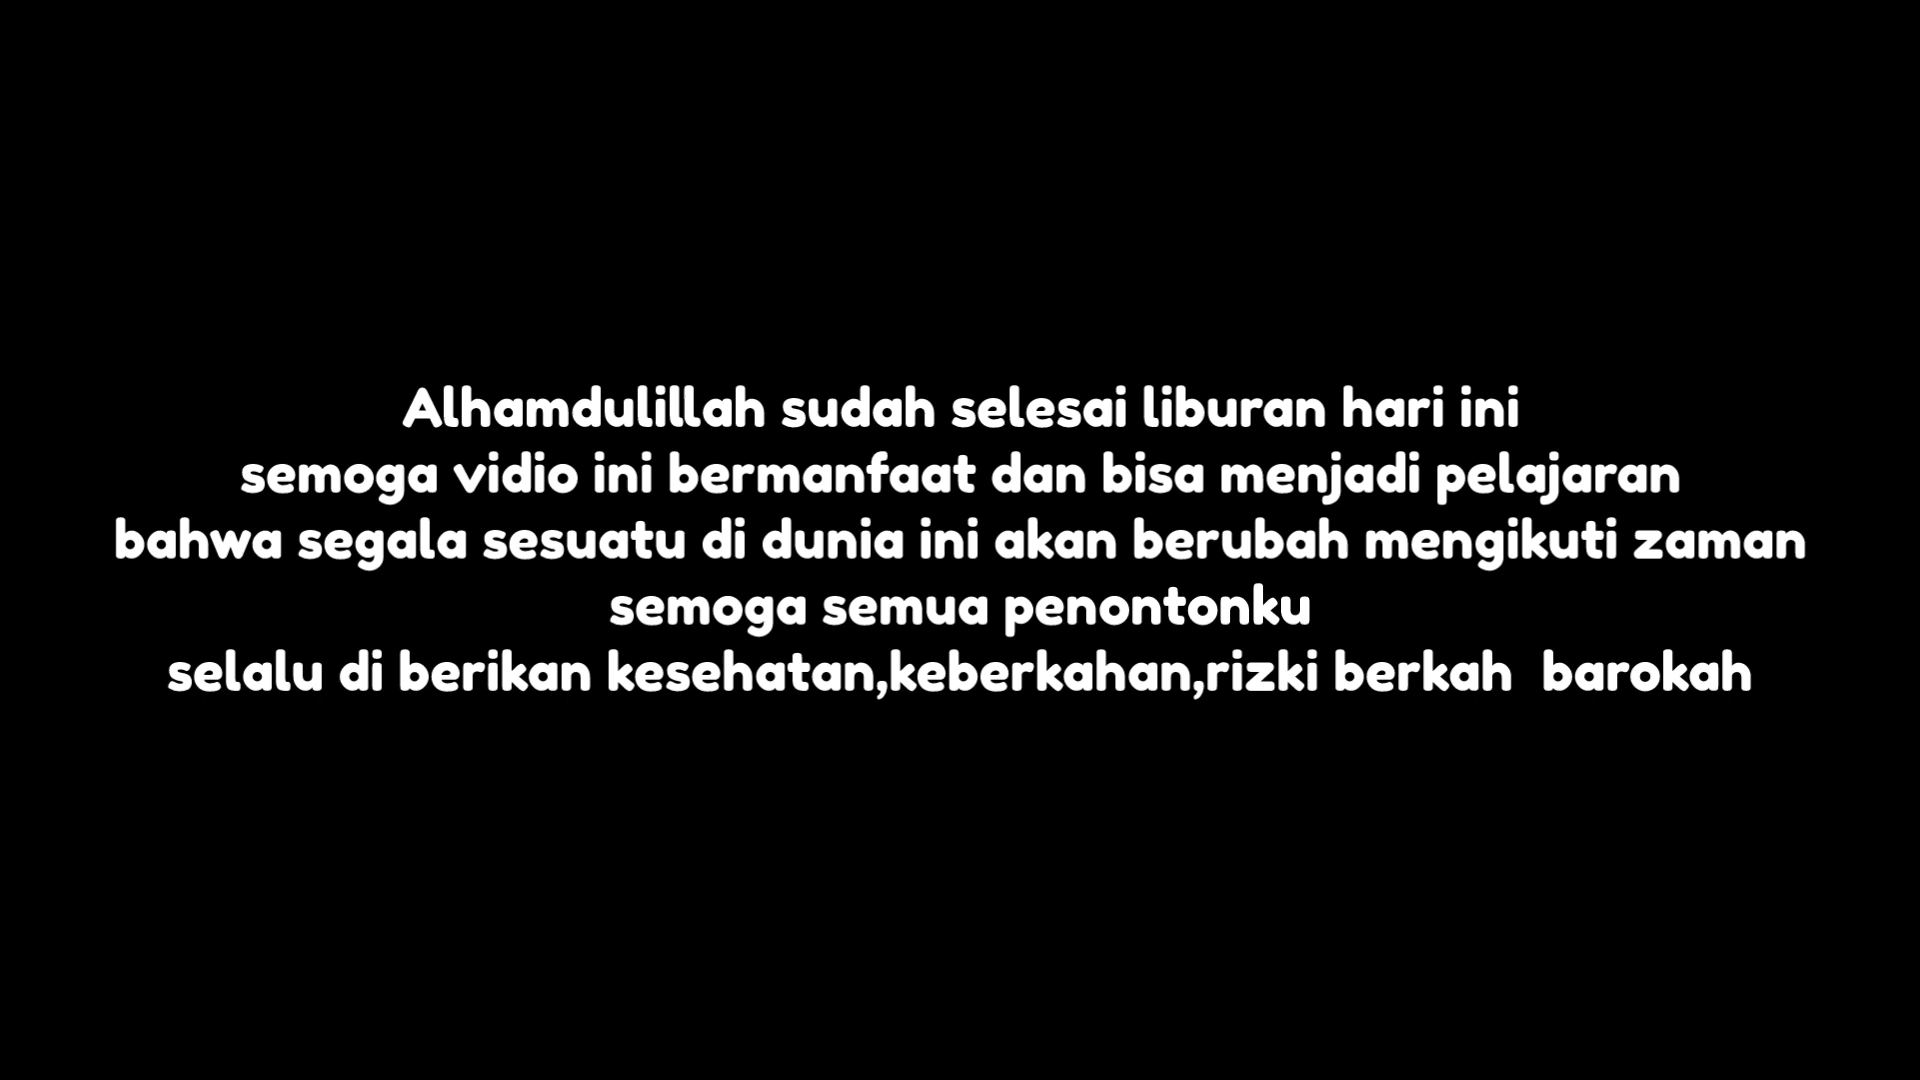 Alhamdulillah sudah selesai liburan hari ini
semoga vidio ini bermanfaat dan bisa menjadi pelajaran
bahwa segala sesuatu di dunia ini akan berubah mengikuti zaman
semoga semua penontonku
selalu di berikan kesehatan,keberkahan,rizki berkah  barokah